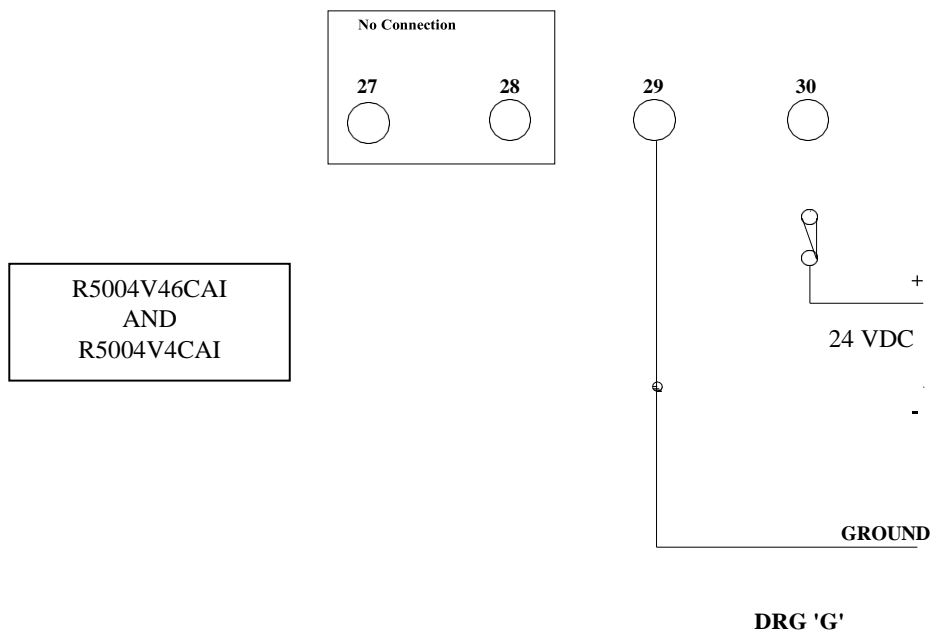 No Connection
27 28 29 30
R5004V46CAI
AND
R5004V4CAI
+
24 VDC
-
GROUND
DRG 'G'